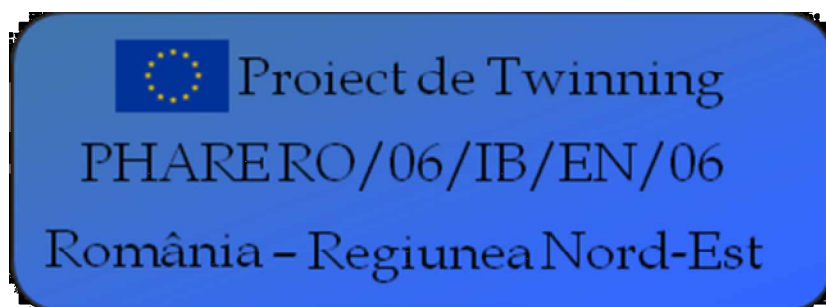 Proiect de Twinning
PHARE RO/06/IB/EN/06
România – Regiunea Nord-Est